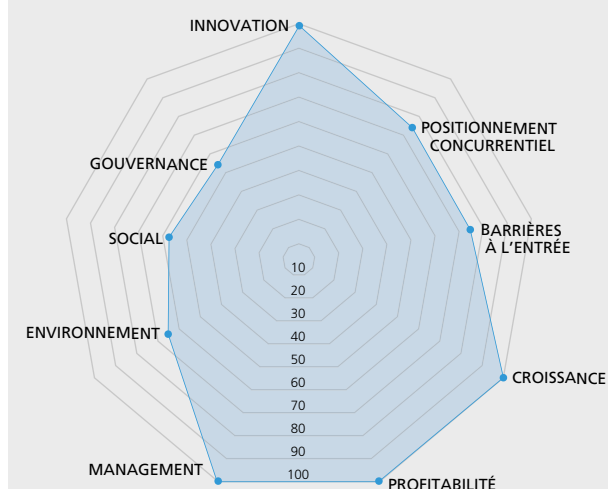 INNOVATION
POSITIONNEMENT
CONCURRENTIEL
GOUVERNANCE
BARRIÈRES
À L'ENTRÉE
SOCIAL
10
20
ENVIRONNEMENT
30
40
50
CROISSANCE
60
70
80
90
MANAGEMENT
100
PROFITABILITÉ